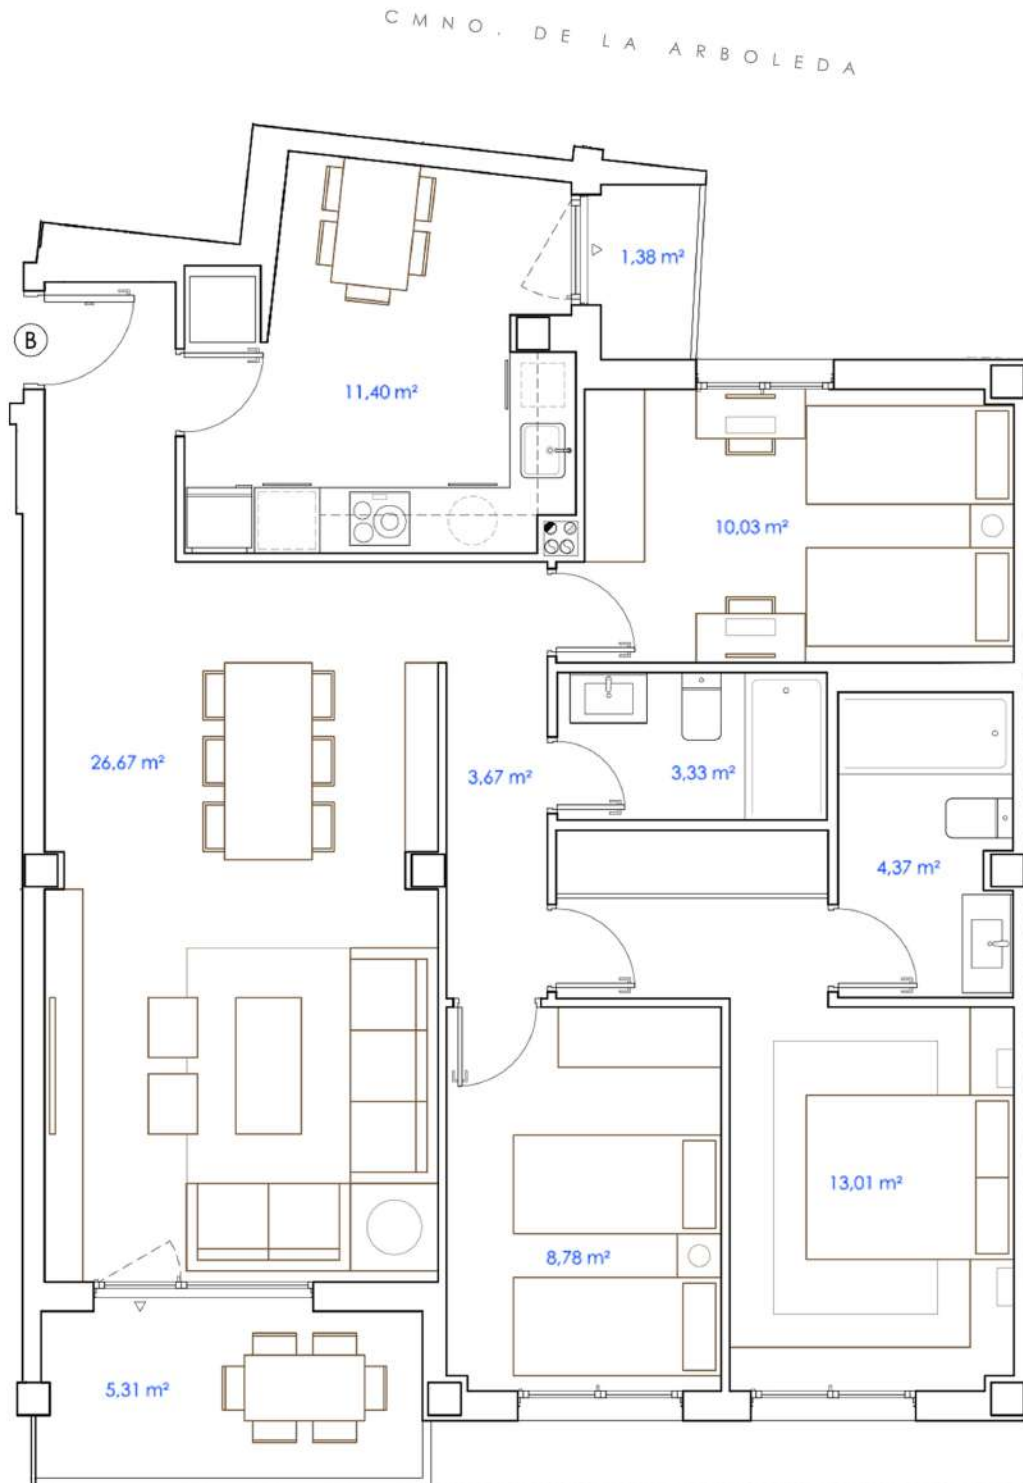 CMNO. DE LA ARBOLEDA
1,38 m²
B
11,40 m²
10,03 m²
26,67 m²
3,67 m²
3,33 m²
4,37 m²
13,01 m²
8,78 m²
5,31 m²